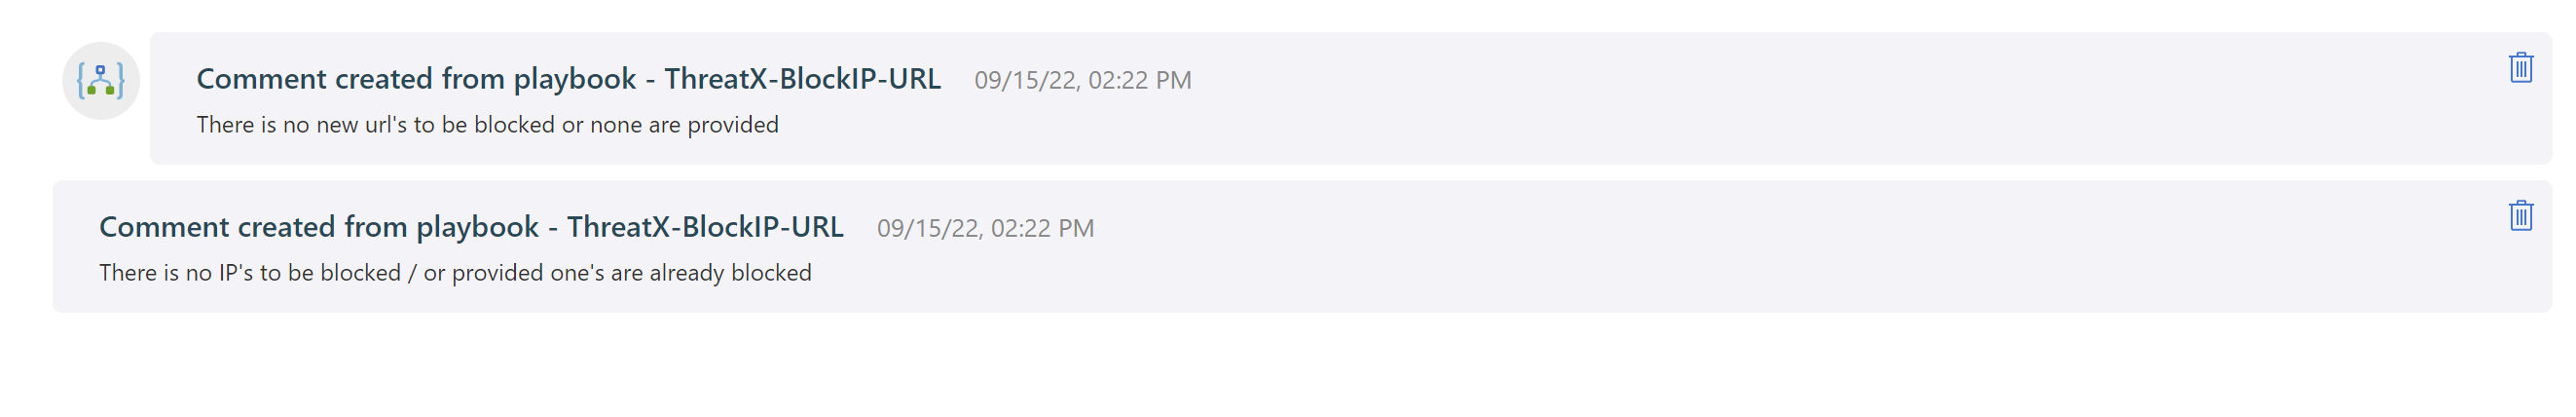 Comment created from playbook - ThreatX-BlockIP-URL 09/15/22, 02:22 PM
There is no new url's to be blocked or none are provided
Comment created from playbook - ThreatX-BlockIP-URL 09/15/22, 02:22 PM
There is no IP's to be blocked / or provided one's are already blocked